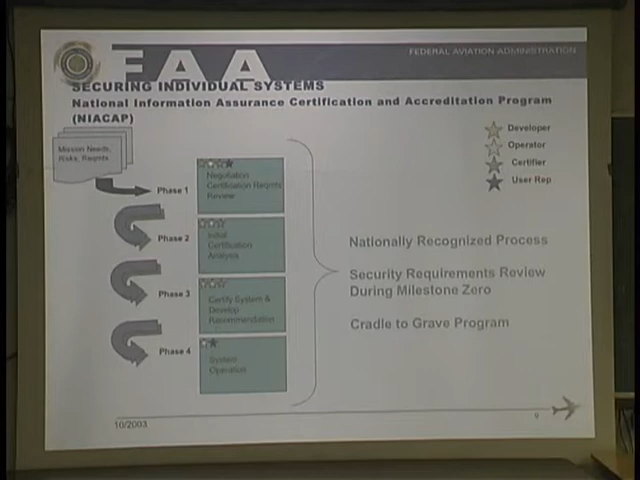 FAA
FEDERAL AVIATION ADMINISTRATION
SECURING INDIVIDUAL SYSTEMS
National Information Assurance Certification and Accreditation Program
(NIACAP)
Developer
Operator
Certifier
User Rep
Mission Needs,
Risks, Reqmts
Phase 1
Negotiation
Certification Reqmts
Review
Phase 2
Initial
Certification
Analysis
Phase 3
Certify System &
Develop
Recommendation
Phase 4
System
Operation
Nationally Recognized Process
Security Requirements Review
During Milestone Zero
Cradle to Grave Program
10/2003
9